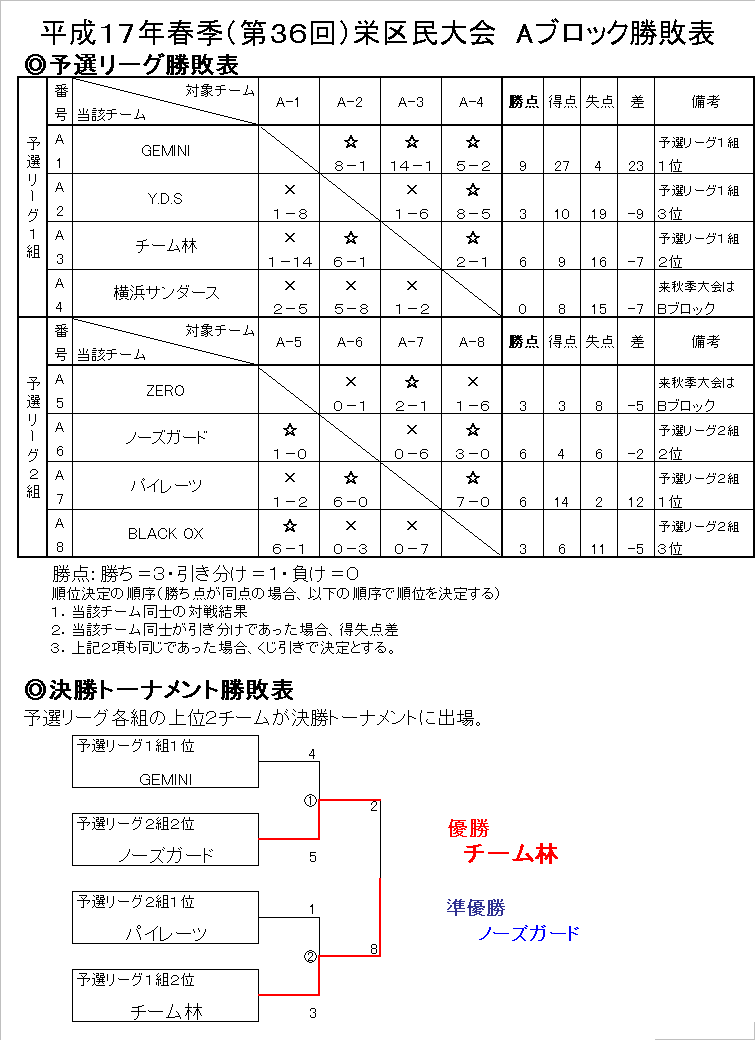 平成17年春季(第36回)栄区民大会 Aブロック勝敗表
◎予選リーグ勝敗表
予選リーグ1組
番号 対象チーム 当該チーム A-1 A-2 A-3 A-4 勝点 得点 失点 差 備考
A1 GEMINI ☆ 8-1 ☆ 14-1 ☆ 5-2 9 27 4 23 予選リーグ1組1位
A2 Y.D.S × 1-8 × 1-6 ☆ 8-5 3 10 19 -9 予選リーグ1組3位
A3 チーム林 × 1-14 ☆ 6-1 ☆ 2-1 6 9 16 -7 予選リーグ1組2位
A4 横浜サンダース × 2-5 × 5-8 × 1-2 0 8 15 -7 来秋季大会はBブロック
予選リーグ2組
番号 対象チーム 当該チーム A-5 A-6 A-7 A-8 勝点 得点 失点 差 備考
A5 ZERO × 0-1 ☆ 2-1 × 1-6 3 3 8 -5 来秋季大会はBブロック
A6 ノーズガード ☆ 1-0 × 0-6 ☆ 3-0 6 4 6 -2 予選リーグ2組2位
A7 パイレーツ × 1-2 ☆ 6-0 ☆ 7-0 6 14 2 12 予選リーグ2組1位
A8 BLACK OX ☆ 6-1 × 0-3 × 0-7 3 6 11 -5 予選リーグ2組3位
勝点:勝ち=3・引き分け=1・負け=0
順位決定の順序(勝ち点が同点の場合、以下の順序で順位を決定する)
1.当該チーム同士の対戦結果
2.当該チーム同士が引き分けであった場合、得失点差
3.上記2項も同じであった場合、くじ引きで決定とする。
◎決勝トーナメント勝敗表
予選リーグ各組の上位2チームが決勝トーナメントに出場。
予選リーグ1組1位
GEMINI
4
①
2
予選リーグ2組2位
ノーズガード
5
優勝
チーム林
予選リーグ2組1位
パイレーツ
1
②
8
準優勝
ノーズガード
予選リーグ1組2位
チーム林
3